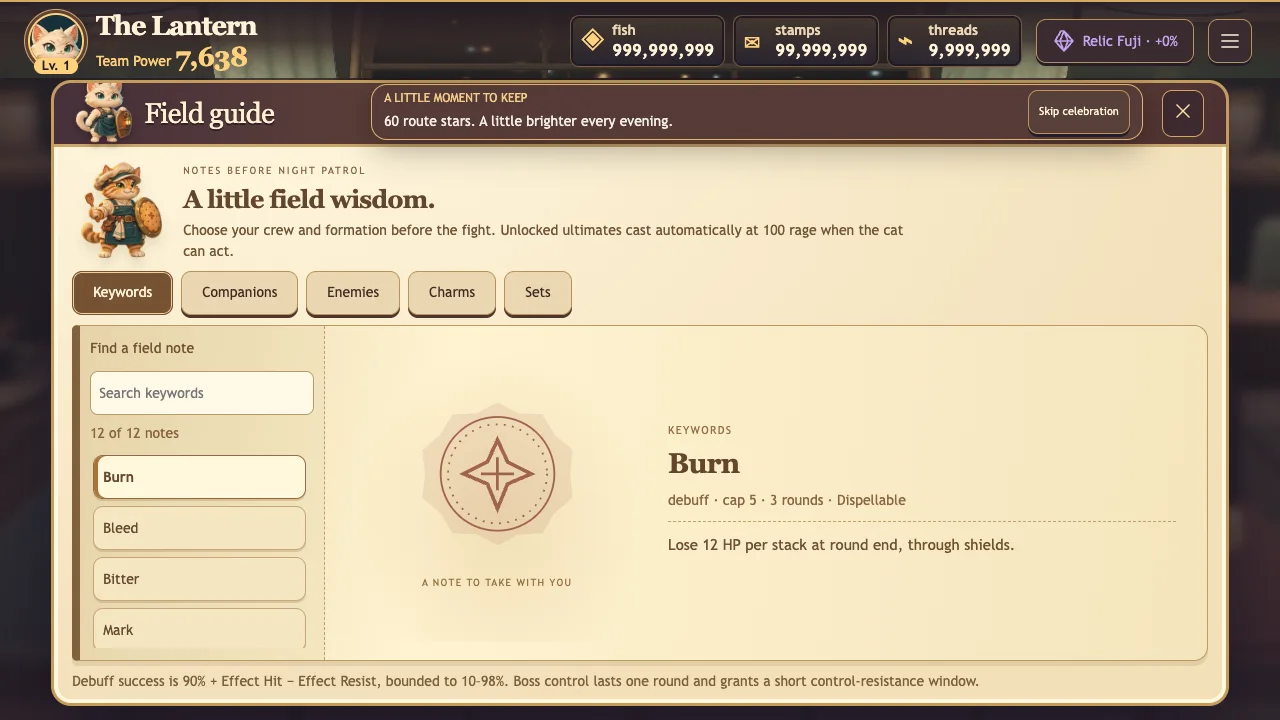 The Lantern
Team Power 7,638
Lv. 1
fish
999,999,999
stamps
99,999,999
threads
9,999,999
Relic Fuji · +0%
Field guide
A LITTLE MOMENT TO KEEP
60 route stars. A little brighter every evening.
Skip celebration
NOTES BEFORE NIGHT PATROL
A little field wisdom.
Choose your crew and formation before the fight. Unlocked ultimates cast automatically at 100 rage when the cat
can act.
Keywords
Companions
Enemies
Charms
Sets
Find a field note
Search keywords
12 of 12 notes
Burn
Bleed
Bitter
Mark
A NOTE TO TAKE WITH YOU
KEYWORDS
Burn
debuff · cap 5 · 3 rounds · Dispellable
Lose 12 HP per stack at round end, through shields.
Debuff success is 90% + Effect Hit − Effect Resist, bounded to 10–98%. Boss control lasts one round and grants a short control-resistance window.